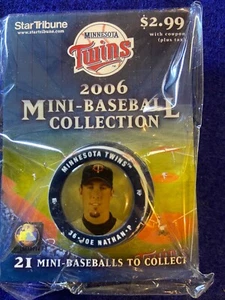 StarTribune
www.startribune.com
MINNESOTA
Twins
$2.99
with coupon
(plus tax)
2006
MINI-BASEBALL
COLLECTION
MINNESOTA TWINS
36-JOE NATHAN-P
21 MINI-BASEBALLS TO COLLECT